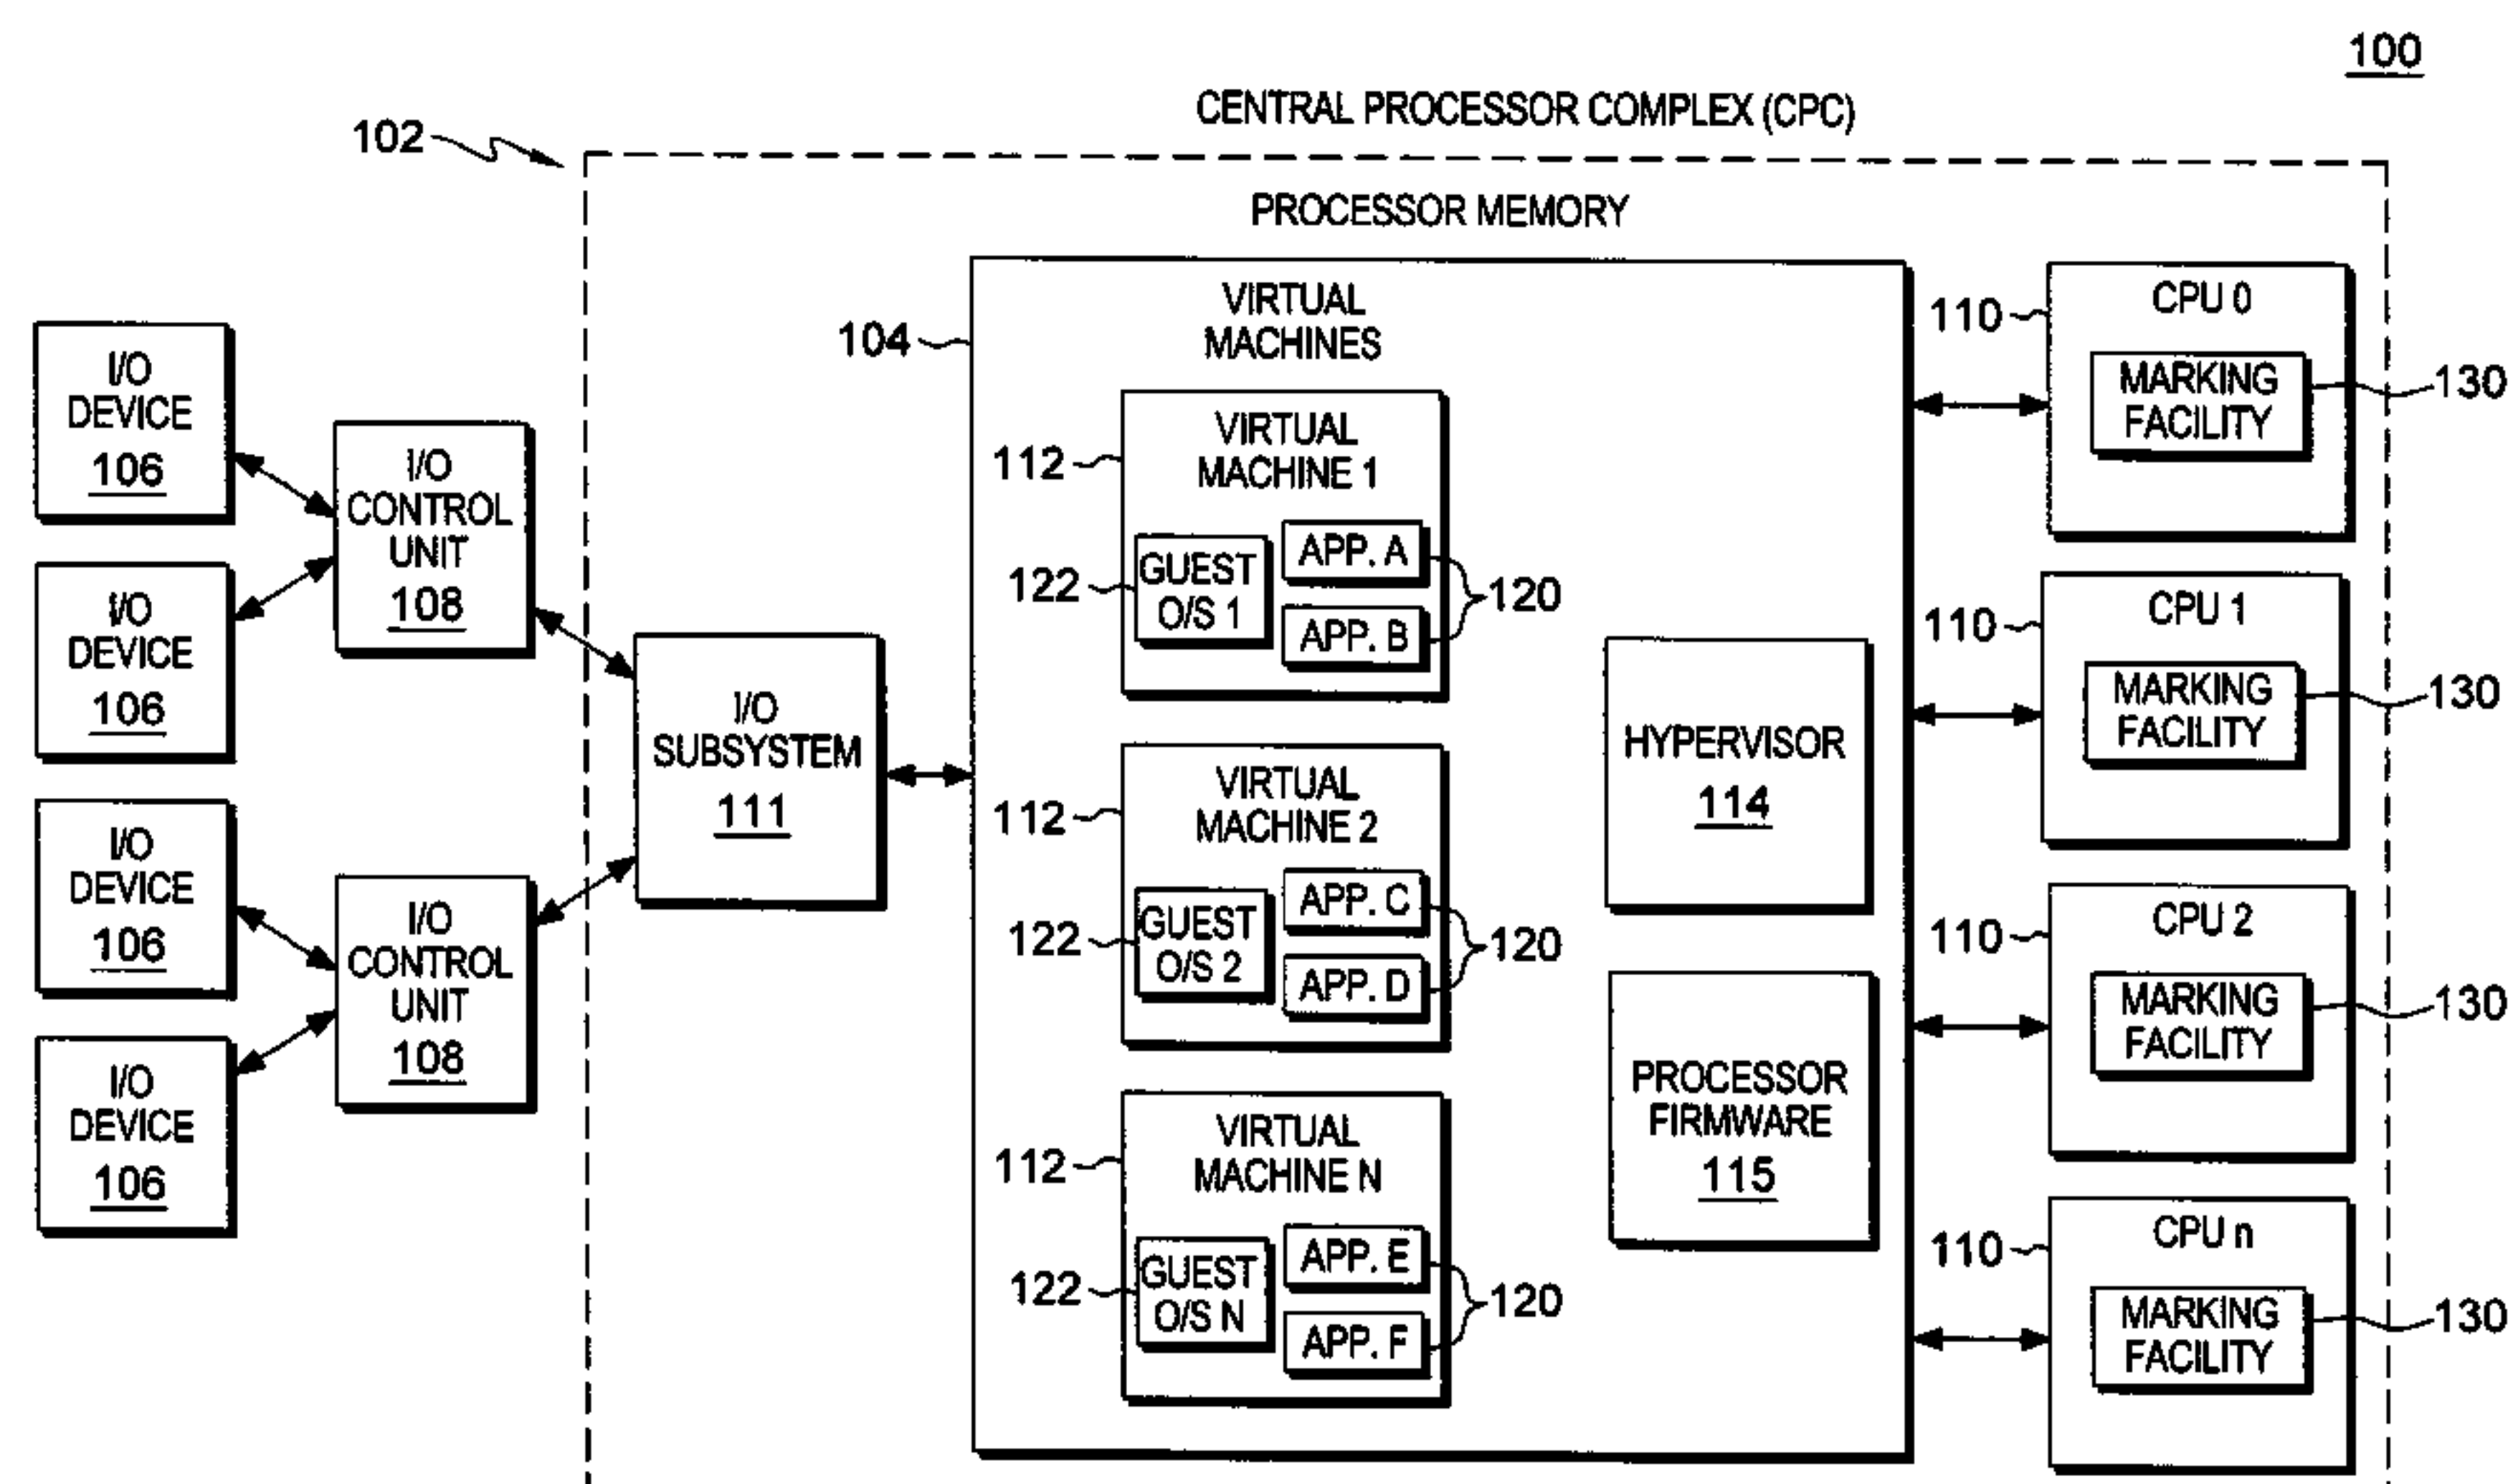 100
CENTRAL PROCESSOR COMPLEX (CPC)
102
PROCESSOR MEMORY
I/O
DEVICE
106
I/O
DEVICE
106
I/O
DEVICE
106
I/O
DEVICE
106
I/O
CONTROL
UNIT
108
I/O
CONTROL
UNIT
108
I/O
SUBSYSTEM
111
104
VIRTUAL
MACHINES
112
VIRTUAL
MACHINE 1
122
GUEST
O/S 1
APP. A
APP. B
120
112
VIRTUAL
MACHINE 2
122
GUEST
O/S 2
APP. C
APP. D
120
112
VIRTUAL
MACHINE N
122
GUEST
O/S N
APP. E
APP. F
120
HYPERVISOR
114
PROCESSOR
FIRMWARE
115
110
CPU 0
MARKING
FACILITY
130
110
CPU 1
MARKING
FACILITY
130
110
CPU 2
MARKING
FACILITY
130
110
CPU n
MARKING
FACILITY
130